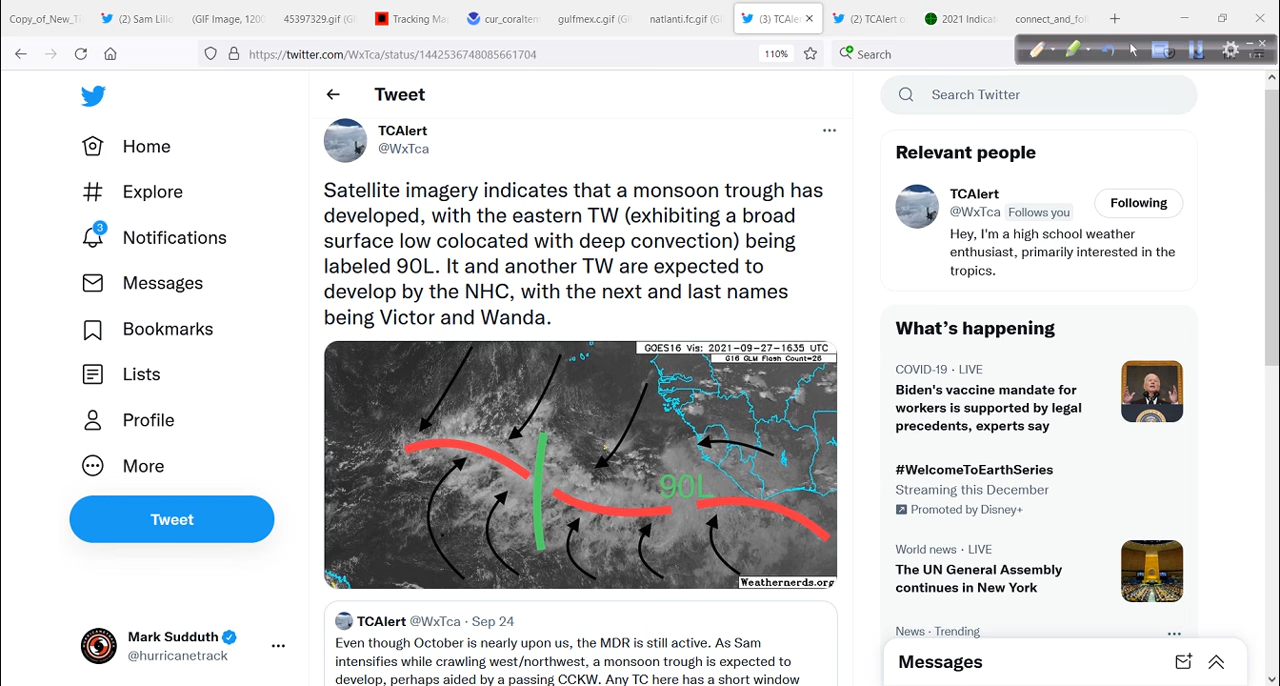 Copy_of_New_Ti
(2) Sam Lillo
(GIF Image, 1200
45397329.gif (GI
Tracking Ma
cur_coraltem
gulfmex.c.gif (GI
natlanti.fc.gif (GI
(3) TCAler
(2) TCAlert o
2021 Indicat
connect_and_fol
https://twitter.com/WxTca/status/1442536748085661704
110%
Search
Tweet
Search Twitter
Home
Explore
3
Notifications
Messages
Bookmarks
Lists
Profile
More
Tweet
Mark Sudduth
@hurricanetrack
TCAlert
@WxTca
Satellite imagery indicates that a monsoon trough has
developed, with the eastern TW (exhibiting a broad
surface low colocated with deep convection) being
labeled 90L. It and another TW are expected to
develop by the NHC, with the next and last names
being Victor and Wanda.
GOES16 Vis: 2021-09-27-1635 UTC
G16 GLM Flash Count=26
90L
Weathernerds.org
TCAlert @WxTca · Sep 24
Even though October is nearly upon us, the MDR is still active. As Sam
intensifies while crawling west/northwest, a monsoon trough is expected to
develop, perhaps aided by a passing CCKW. Any TC here has a short window
Relevant people
TCAlert
@WxTca Follows you
Following
Hey, I'm a high school weather
enthusiast, primarily interested in the
tropics.
What's happening
COVID-19 · LIVE
Biden's vaccine mandate for
workers is supported by legal
precedents, experts say
#WelcomeToEarthSeries
Streaming this December
Promoted by Disney+
World news · LIVE
The UN General Assembly
continues in New York
News · Trending
Messages